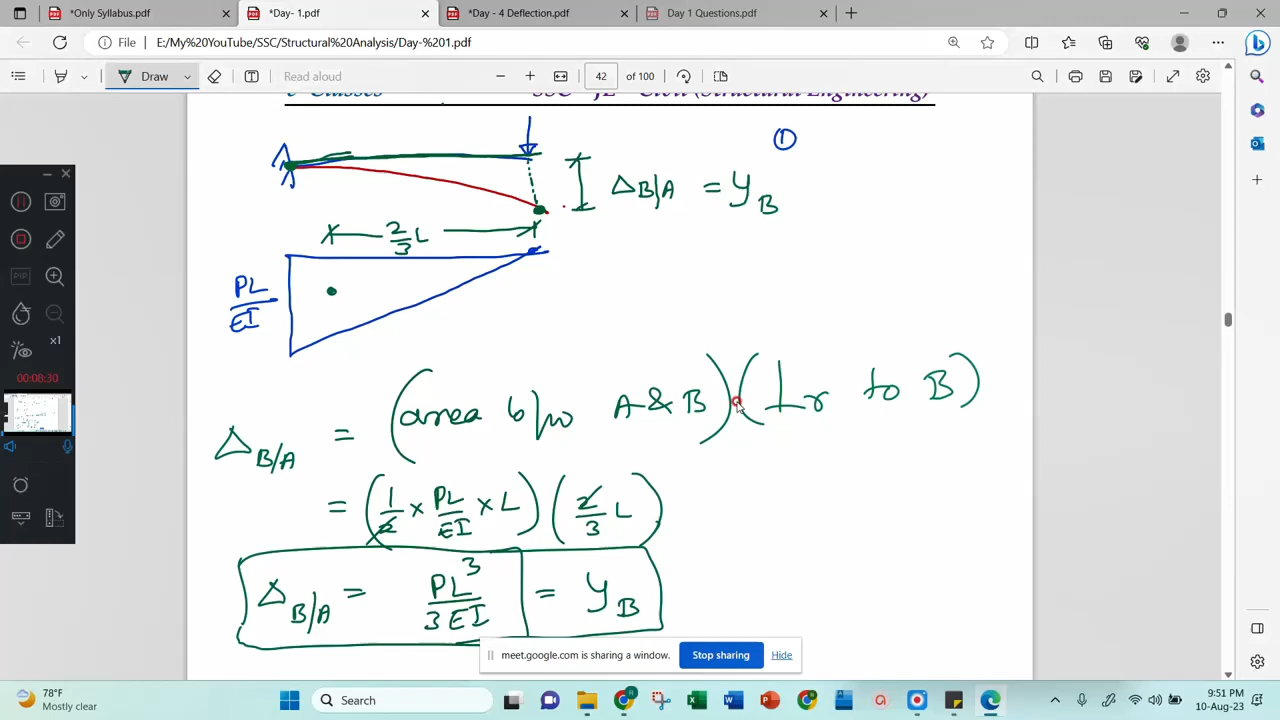 *Only Syllabus.pdf
*Day- 1.pdf
*Day - 4 Deflection.pdf
Day 1 Questions.pdf
File
E:/My%20YouTube/SSC/Structural%20Analysis/Day-%201.pdf
Draw
Read aloud
42 of 100
e-Classes SSC - JE - Civil (Structural Engineering)
1
Δ B/A = y B
2/3 L
PL/EI
Δ B/A = (area b/w A & B) (⊥r to B)
= (1/2 × PL/EI × L) (2/3 L)
Δ B/A = PL³/3EI = y B
PIP
x1
00:08:30
meet.google.com is sharing a window.
Stop sharing
Hide
78°F
Mostly clear
Search
9:51 PM
10-Aug-23